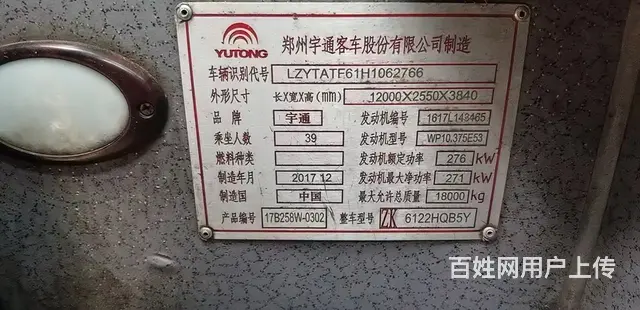 YUTONG
郑州宇通客车股份有限公司制造
车辆识别代号 LZYTATF61H1062766
外形尺寸 长X宽X高(mm) 12000X2550X3840
品牌 宇通 发动机编号 1617L143465
乘坐人数 39 发动机型号 WP10.375E53
燃料种类 发动机额定功率 276 kW
制造年月 2017.12 发动机最大净功率 271 kW
制造国 中国 最大允许总质量 18000 kg
产品编号 17B258W-0302 整车型号 ZK 6122HQB5Y
百姓网用户上传